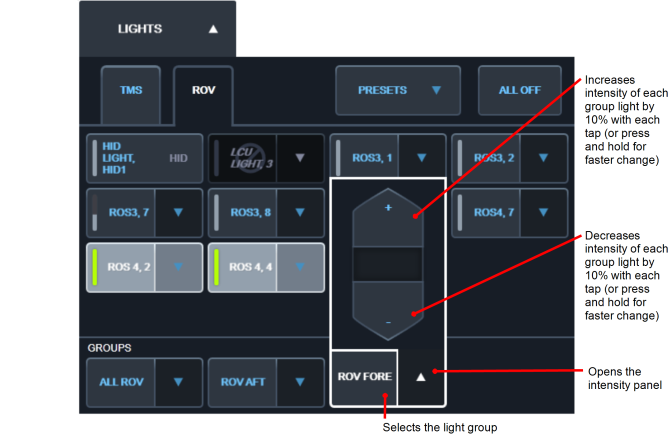 LIGHTS ▲
TMS
ROV
PRESETS ▼
ALL OFF
HID
LIGHT,
HID1
HID
LCU
LIGHT, 3 ▼
ROS3, 1 ▼
ROS3, 2 ▼
ROS3, 7 ▼
ROS3, 8 ▼
+
ROS4, 7 ▼
ROS 4, 2 ▼
ROS 4, 4 ▼
-
GROUPS
ALL ROV ▼
ROV AFT ▼
ROV FORE ▲
Increases
intensity of each
group light by
10% with each
tap (or press
and hold for
faster change)
Decreases
intensity of each
group light by
10% with each
tap (or press
and hold for
faster change)
Opens the
intensity panel
Selects the light group